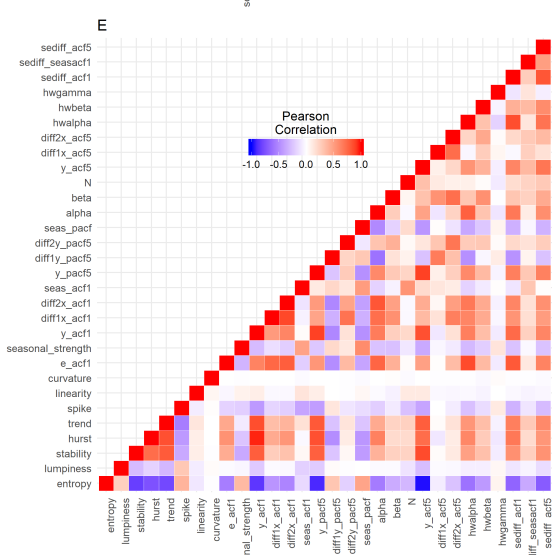 E
sediff_acf5
sediff_seasacf1
sediff_acf1
hwgamma
hwbeta
hwalpha
diff2x_acf5
diff1x_acf5
y_acf5
N
beta
alpha
seas_pacf
diff2y_pacf5
diff1y_pacf5
y_pacf5
seas_acf1
diff2x_acf1
diff1x_acf1
y_acf1
seasonal_strength
e_acf1
curvature
linearity
spike
trend
hurst
stability
lumpiness
entropy
Pearson
Correlation
-1.0 -0.5 0.0 0.5 1.0
entropy
lumpiness
stability
hurst
trend
spike
linearity
curvature
e_acf1
nal_strength
y_acf1
diff1x_acf1
diff2x_acf1
seas_acf1
y_pacf5
diff1y_pacf5
diff2y_pacf5
seas_pacf
alpha
beta
N
y_acf5
diff1x_acf5
diff2x_acf5
hwalpha
hwbeta
hwgamma
sediff_acf1
iff_seasacf1
sediff_acf5